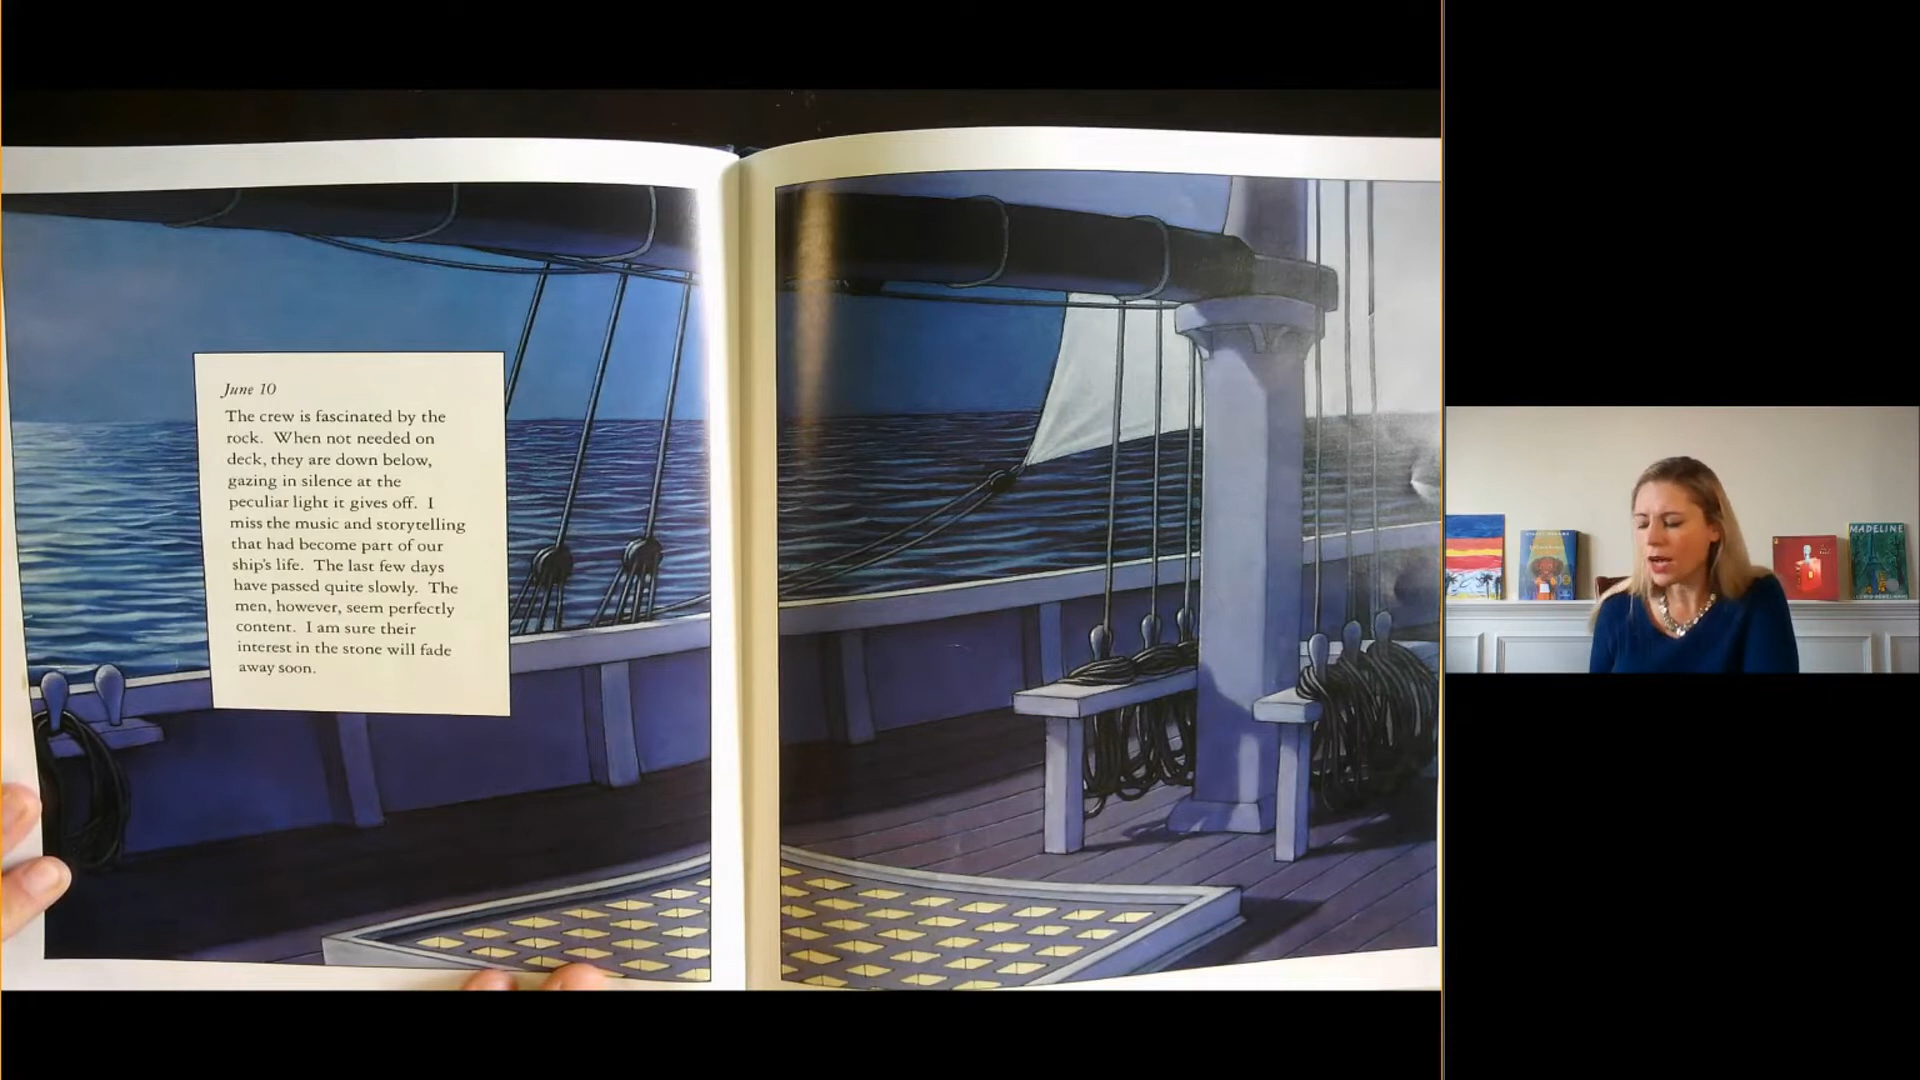 June 10
The crew is fascinated by the
rock. When not needed on
deck, they are down below,
gazing in silence at the
peculiar light it gives off. I
miss the music and storytelling
that had become part of our
ship's life. The last few days
have passed quite slowly. The
men, however, seem perfectly
content. I am sure their
interest in the stone will fade
away soon.
MADELINE